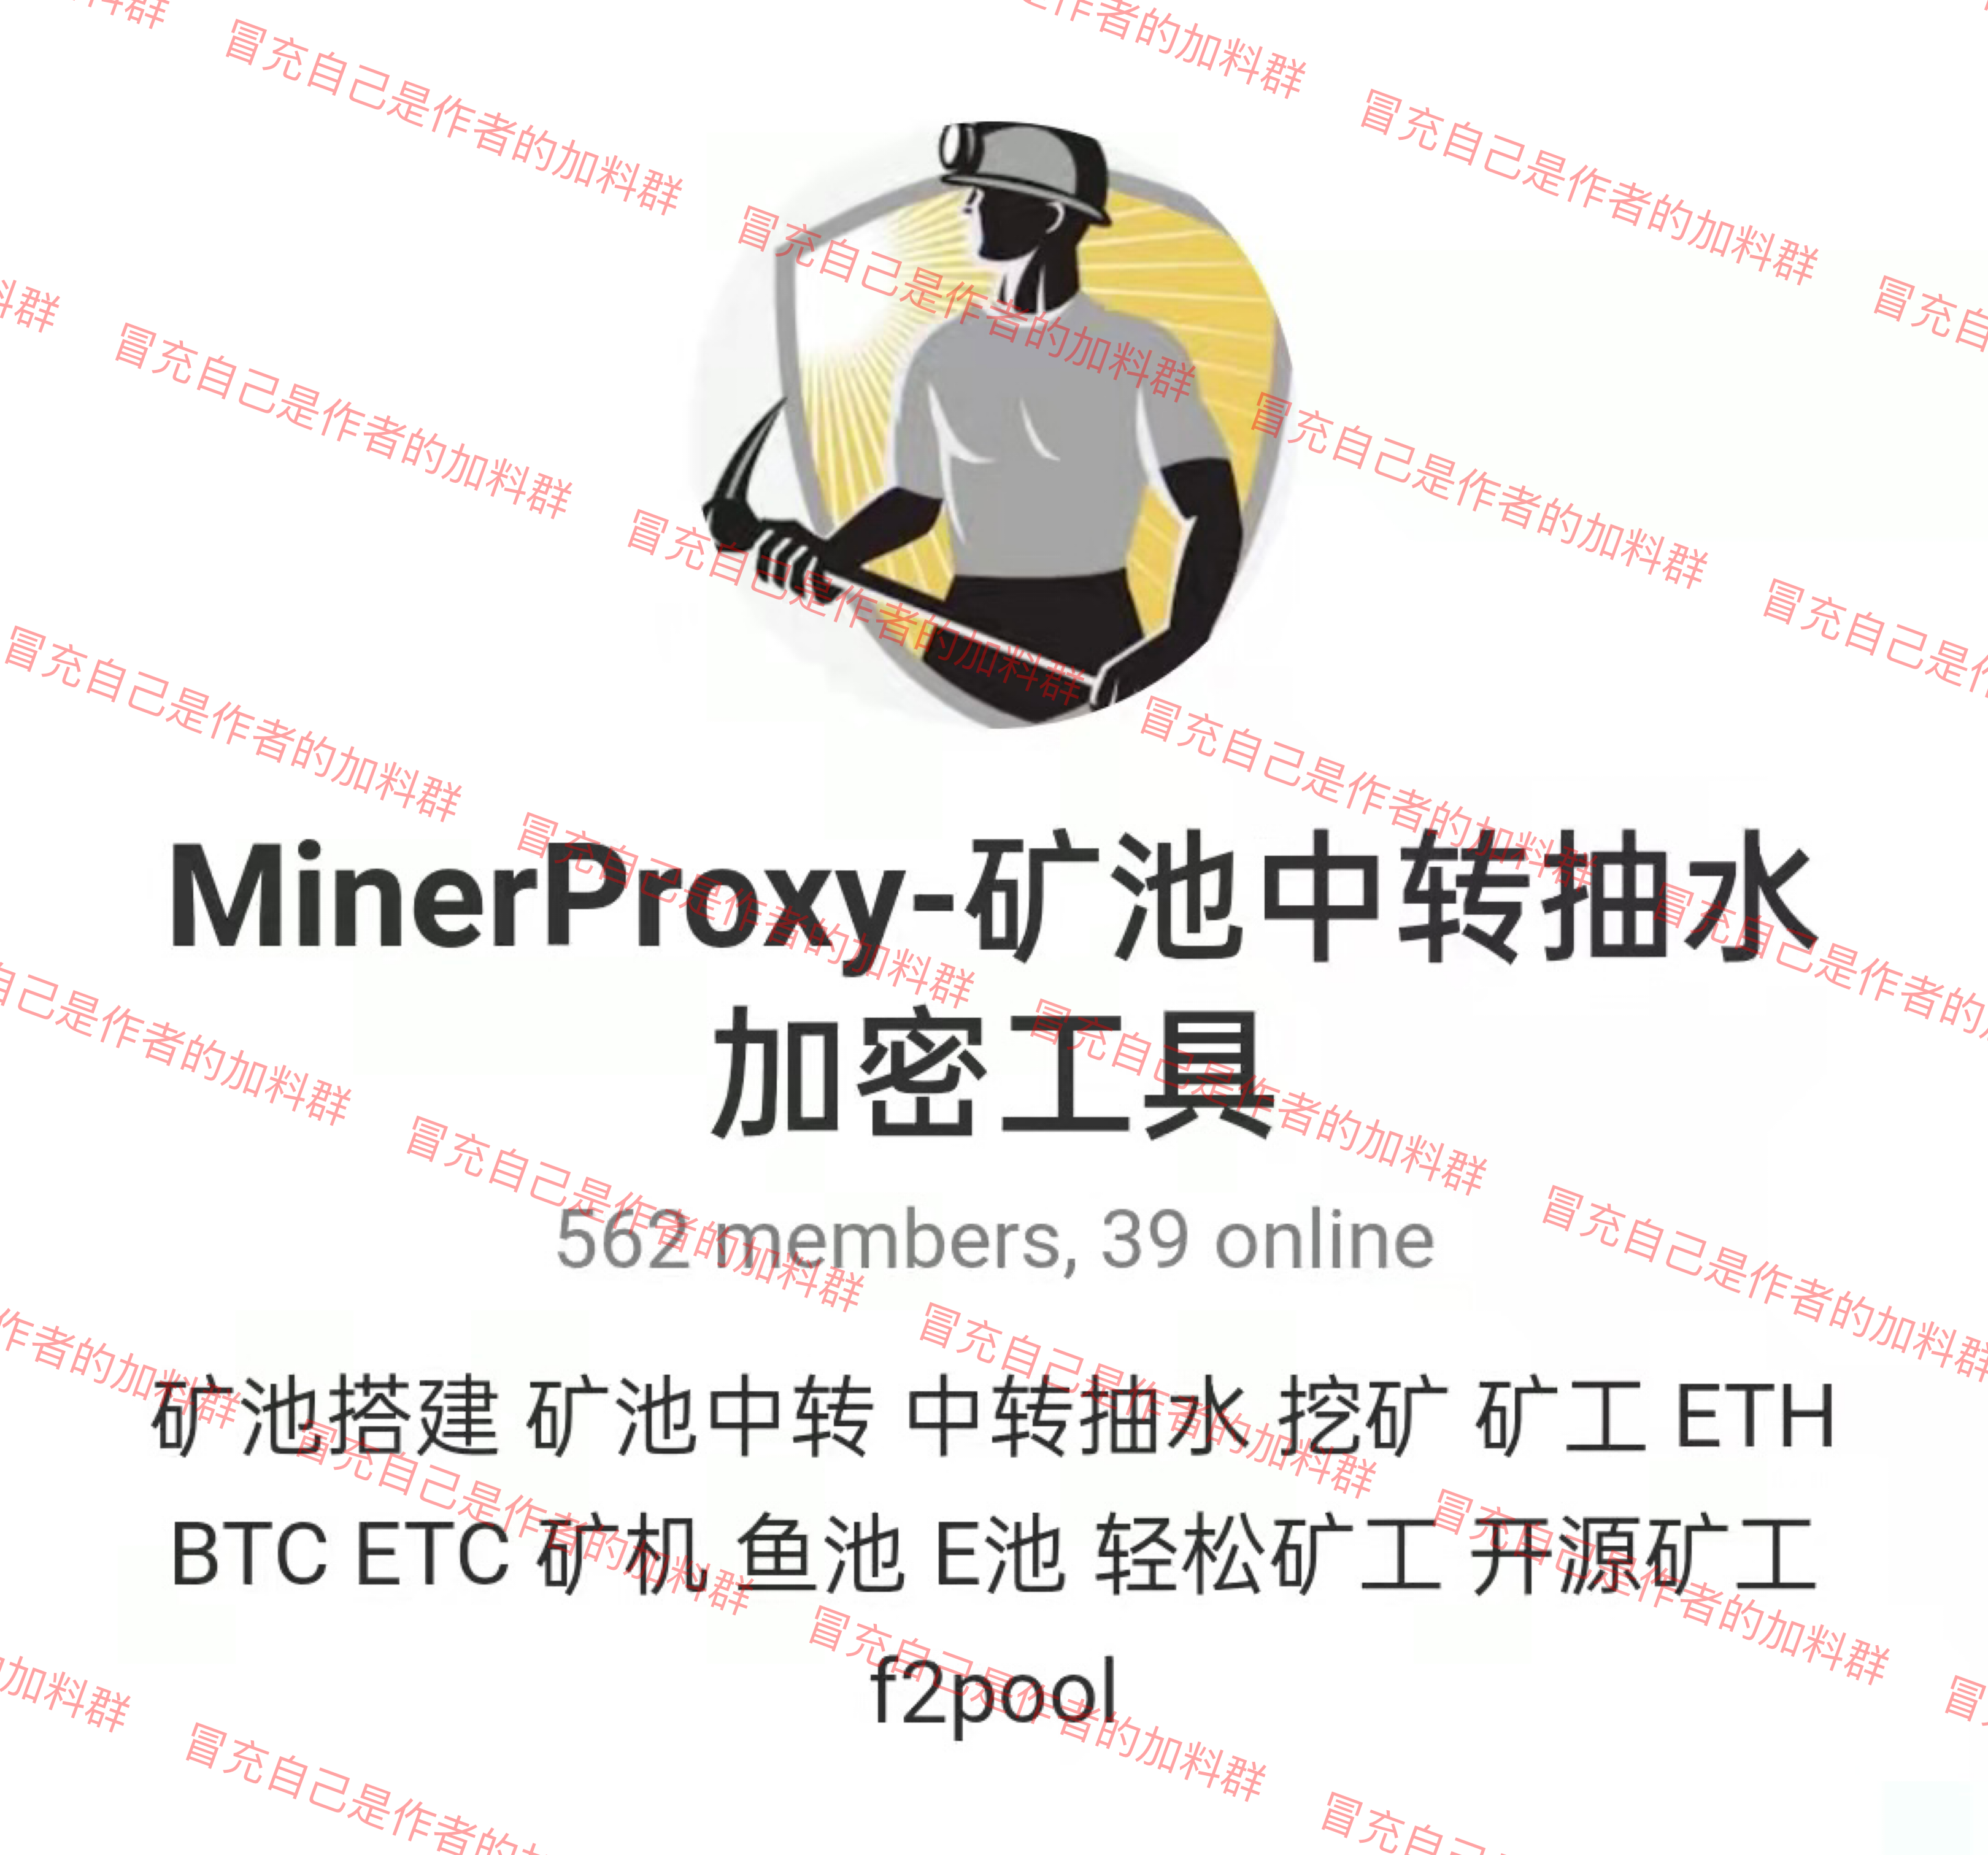 MinerProxy-矿池中转抽水
加密工具
562 members, 39 online
矿池搭建 矿池中转 中转抽水 挖矿 矿工 ETH
BTC ETC 矿机 鱼池 E池 轻松矿工 开源矿工
f2pool
冒充自己是作者的加料群